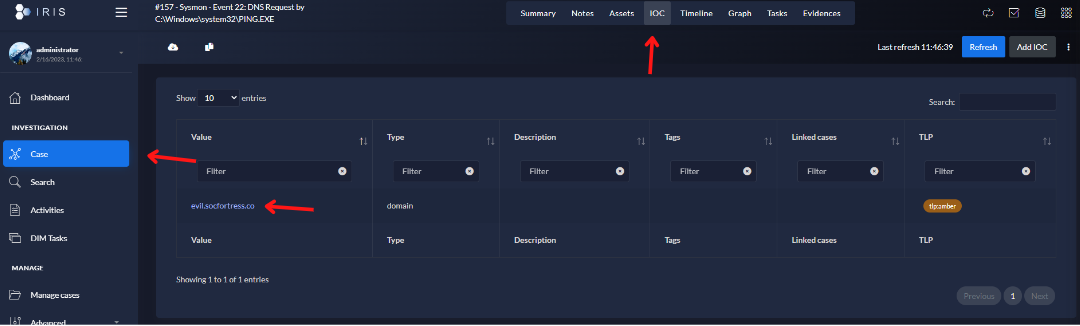 IRIS
#157 - Sysmon - Event 22: DNS Request by
C:\Windows\system32\PING.EXE
Summary Notes Assets IOC Timeline Graph Tasks Evidences
administrator
2/16/2023, 11:46:
Last refresh 11:46:39 Refresh Add IOC
Dashboard
INVESTIGATION
Case
Search
Activities
DIM Tasks
MANAGE
Manage cases
Advanced
Show 10 entries
Search:
Value Type Description Tags Linked cases TLP
Filter Filter Filter Filter Filter Filter
evil.socfortress.co domain tlp:amber
Value Type Description Tags Linked cases TLP
Showing 1 to 1 of 1 entries
Previous 1 Next